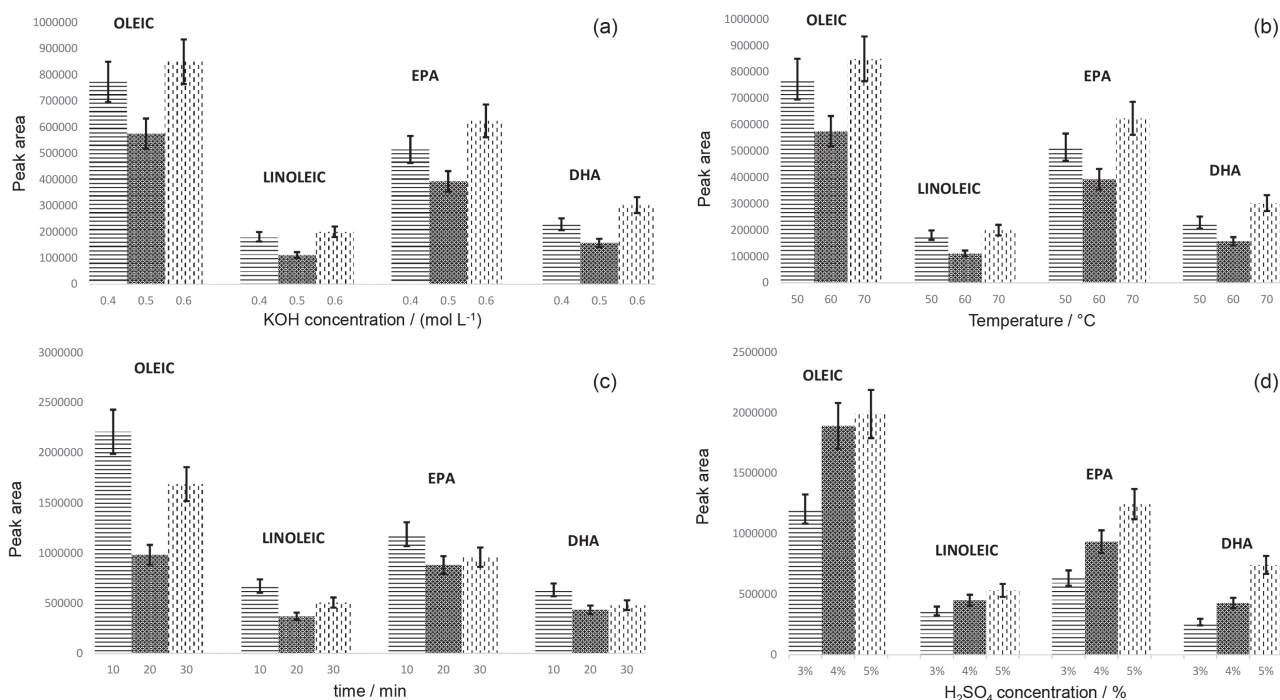 (a)
OLEIC
LINOLEIC
EPA
DHA
Peak area
1000000
900000
800000
700000
600000
500000
400000
300000
200000
100000
0
0.4 0.5 0.6 0.4 0.5 0.6 0.4 0.5 0.6 0.4 0.5 0.6
KOH concentration / (mol L⁻¹)
(b)
OLEIC
LINOLEIC
EPA
DHA
Peak area
1000000
900000
800000
700000
600000
500000
400000
300000
200000
100000
0
50 60 70 50 60 70 50 60 70 50 60 70
Temperature / °C
(c)
OLEIC
LINOLEIC
EPA
DHA
Peak area
3000000
2500000
2000000
1500000
1000000
500000
0
10 20 30 10 20 30 10 20 30 10 20 30
time / min
(d)
OLEIC
LINOLEIC
EPA
DHA
Peak area
2500000
2000000
1500000
1000000
500000
0
3% 4% 5% 3% 4% 5% 3% 4% 5% 3% 4% 5%
H₂SO₄ concentration / %